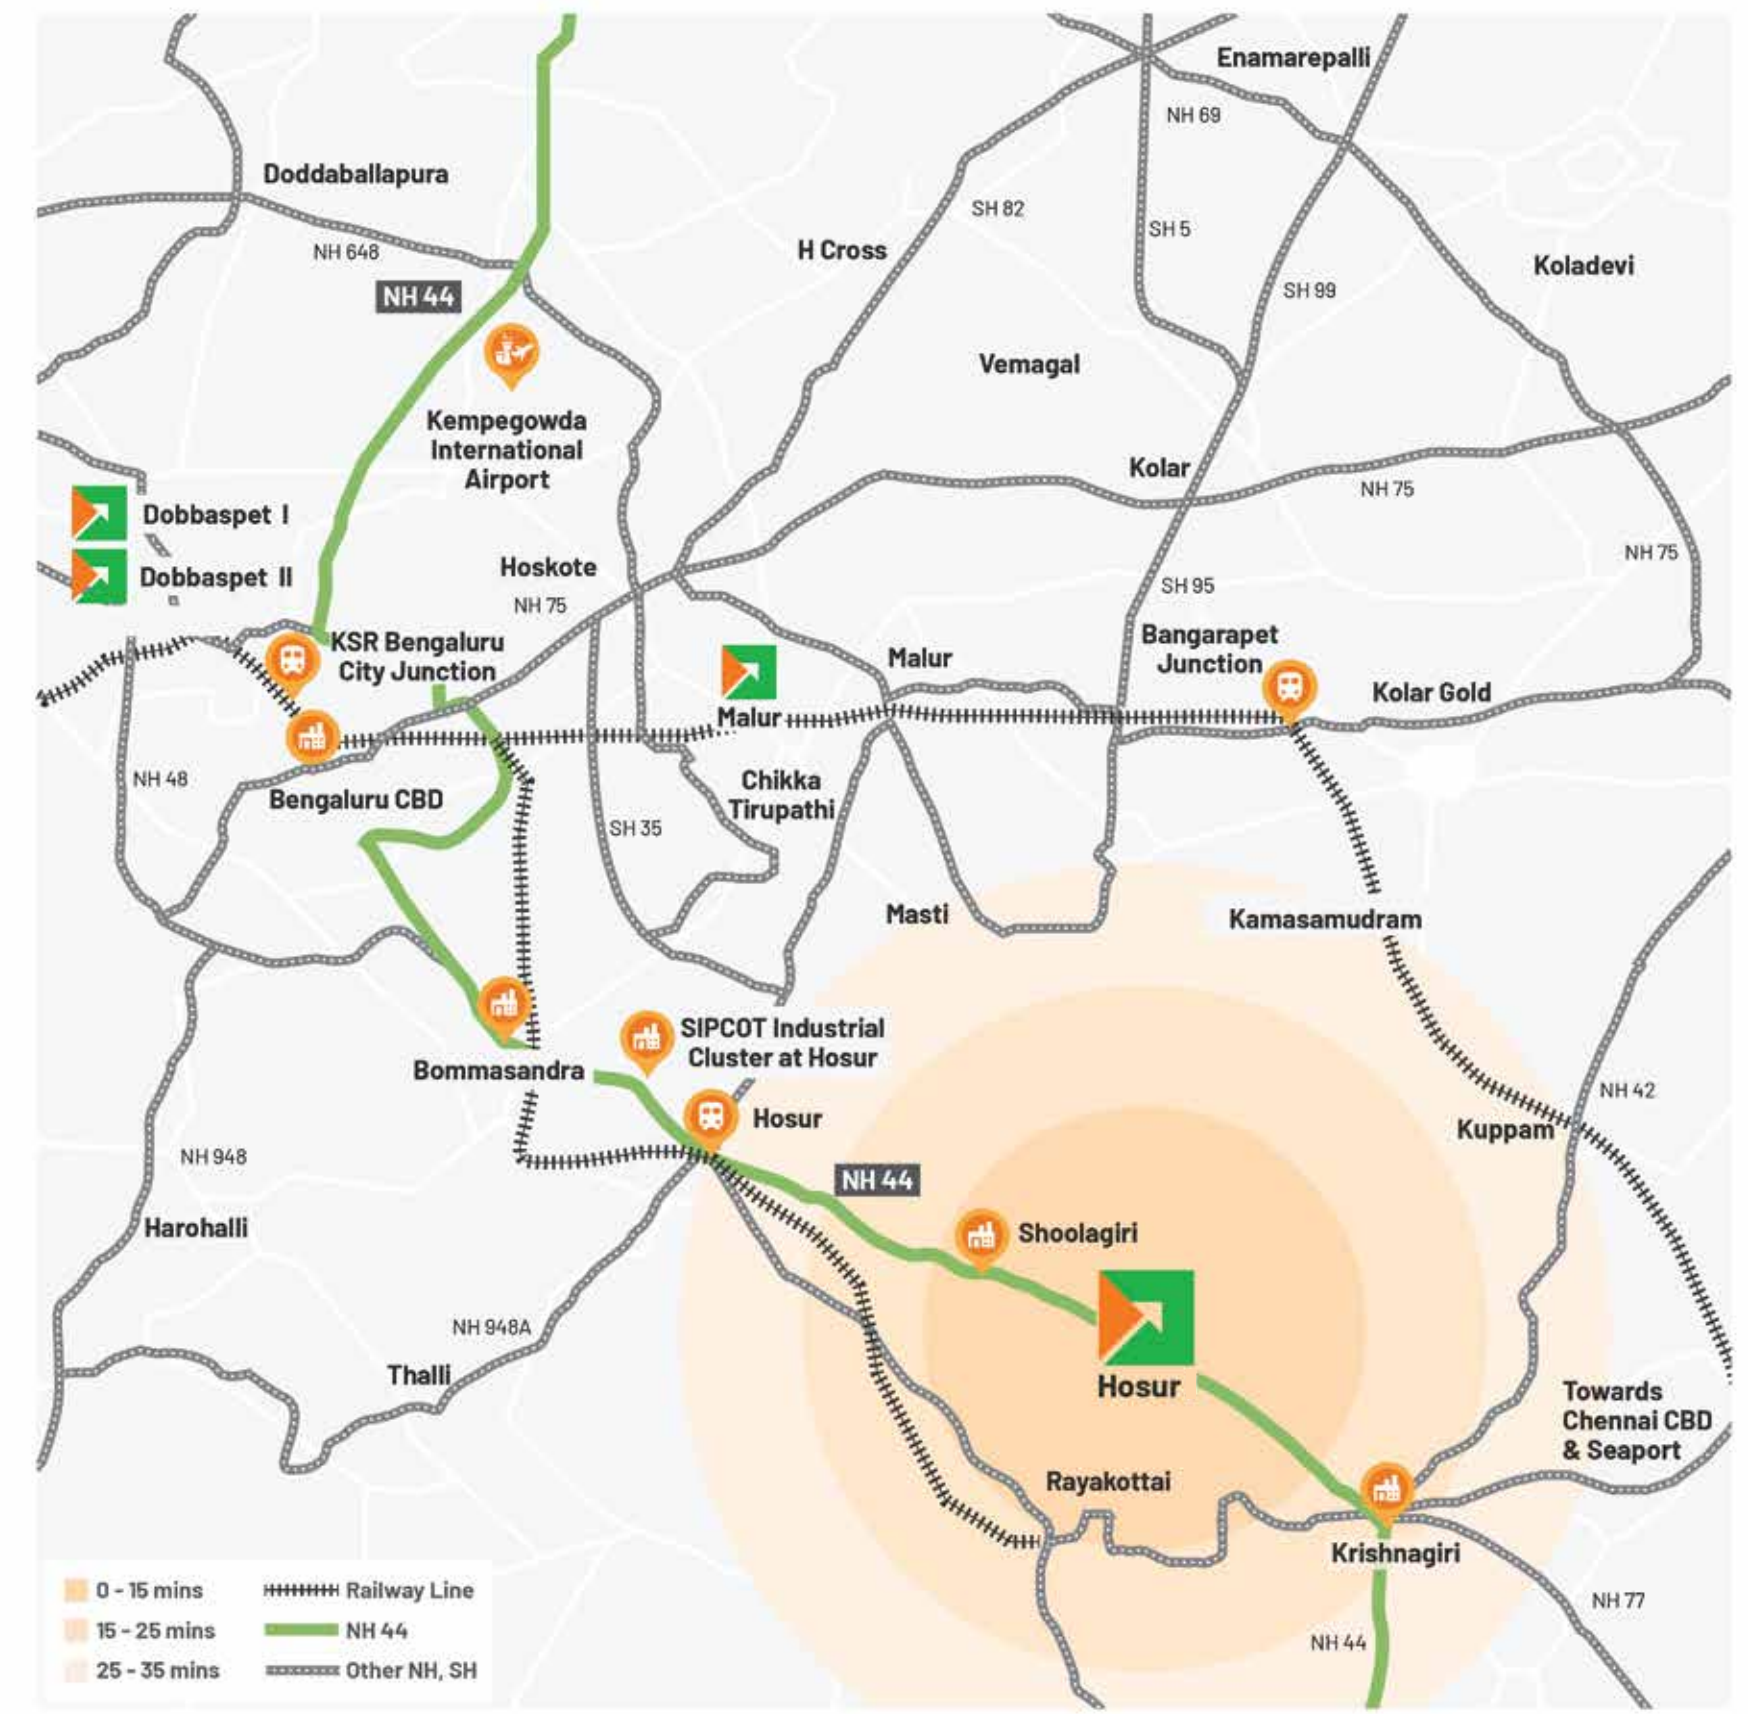 Enamarepalli
NH 69
Doddaballapura
SH 82
SH 5
NH 648
H Cross
Koladevi
NH 44
SH 99
Vemagal
Kempegowda
International
Airport
Kolar
NH 75
Dobbaspet I
NH 75
Hoskote
Dobbaspet II
NH 75
SH 95
KSR Bengaluru
City Junction
Bangarapet
Junction
Malur
Kolar Gold
Malur
NH 48
Bengaluru CBD
Chikka
Tirupathi
SH 35
Masti
Kamasamudram
SIPCOT Industrial
Cluster at Hosur
Bommasandra
NH 42
Hosur
Kuppam
NH 948
NH 44
Harohalli
Shoolagiri
NH 948A
Thalli
Hosur
Towards
Chennai CBD
& Seaport
Rayakottai
Krishnagiri
NH 77
NH 44
0 - 15 mins
15 - 25 mins
25 - 35 mins
Railway Line
NH 44
Other NH, SH